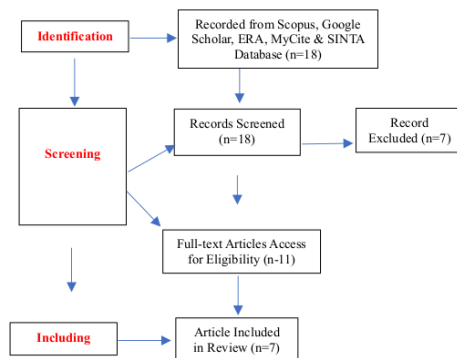 Identification
Recorded from Scopus, Google
Scholar, ERA, MyCite & SINTA
Database (n=18)
Screening
Records Screened
(n=18)
Record
Excluded (n=7)
Full-text Articles Access
for Eligibility (n-11)
Including
Article Included
in Review (n=7)